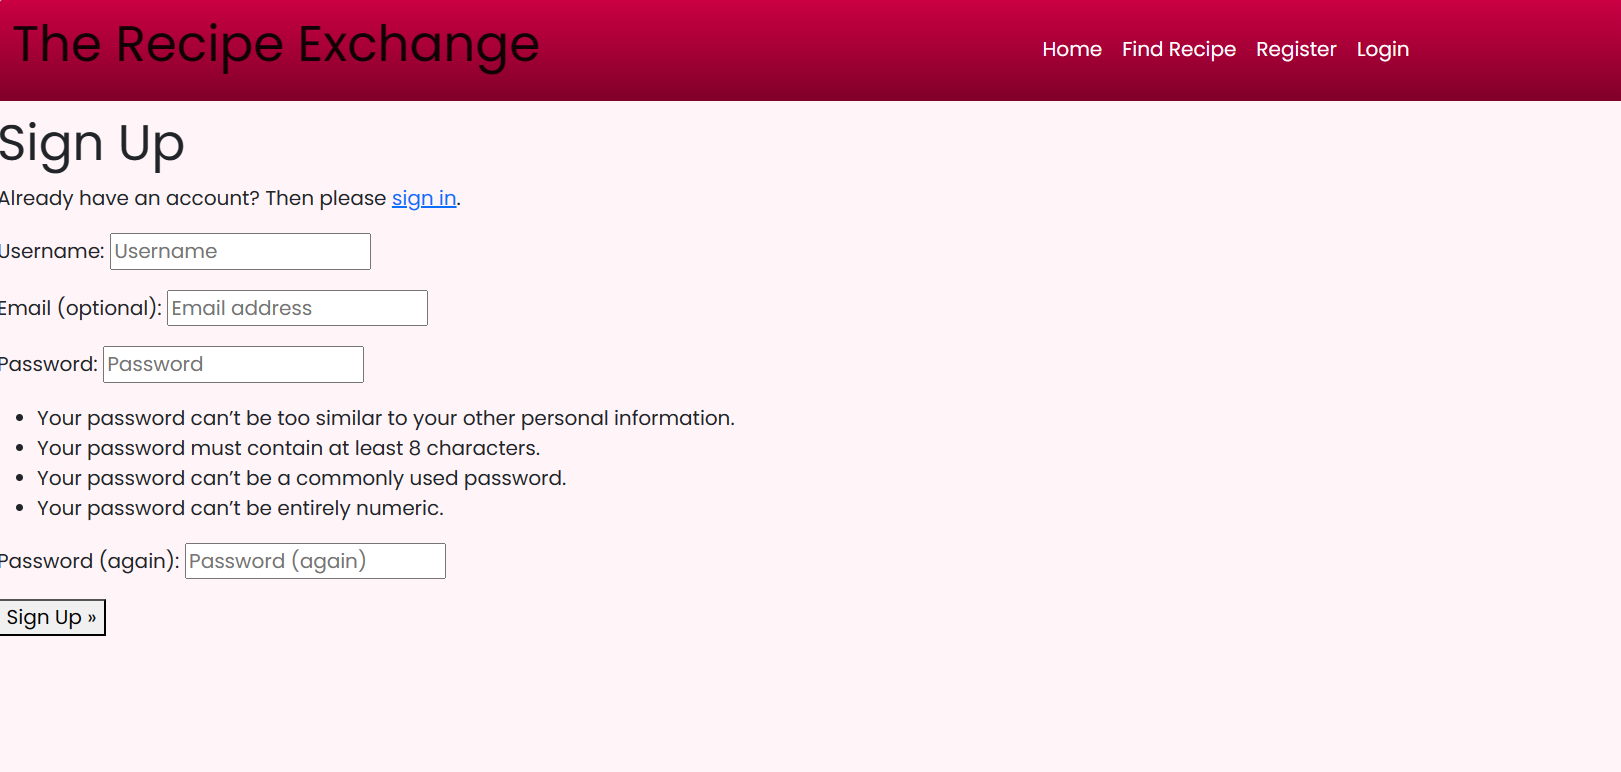 The Recipe Exchange
Home Find Recipe Register Login
Sign Up
Already have an account? Then please sign in.
Username: Username
Email (optional): Email address
Password: Password
• Your password can’t be too similar to your other personal information.
• Your password must contain at least 8 characters.
• Your password can’t be a commonly used password.
• Your password can’t be entirely numeric.
Password (again): Password (again)
Sign Up »